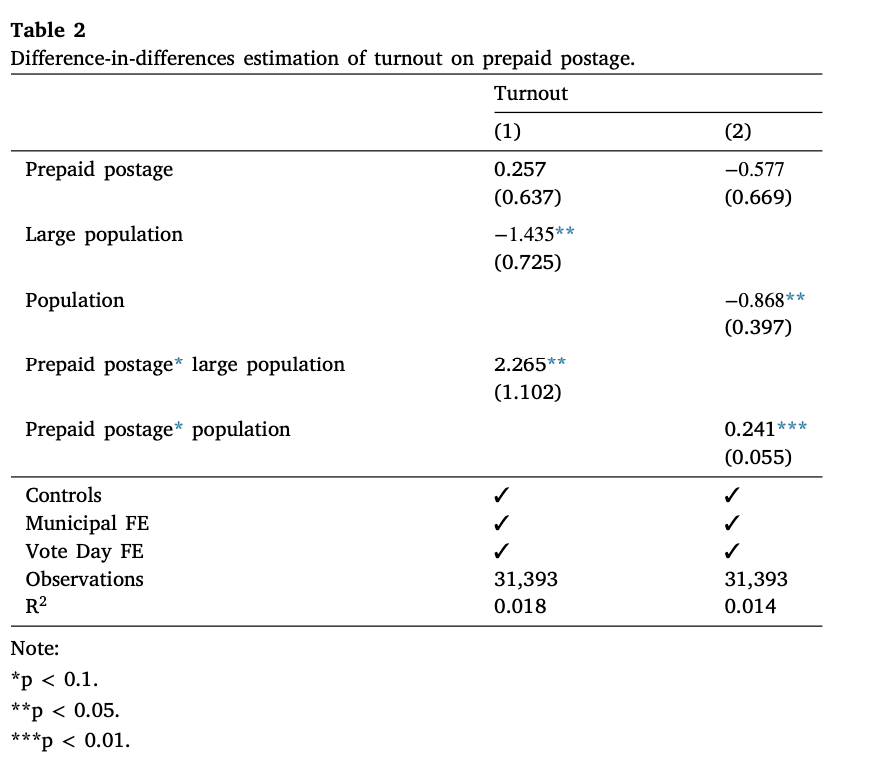 Table 2
Difference-in-differences estimation of turnout on prepaid postage.
Turnout
(1) (2)
Prepaid postage 0.257 −0.577
(0.637) (0.669)
Large population −1.435**
(0.725)
Population −0.868**
(0.397)
Prepaid postage* large population 2.265**
(1.102)
Prepaid postage* population 0.241***
(0.055)
Controls ✓ ✓
Municipal FE ✓ ✓
Vote Day FE ✓ ✓
Observations 31,393 31,393
R² 0.018 0.014
Note:
*p < 0.1.
**p < 0.05.
***p < 0.01.